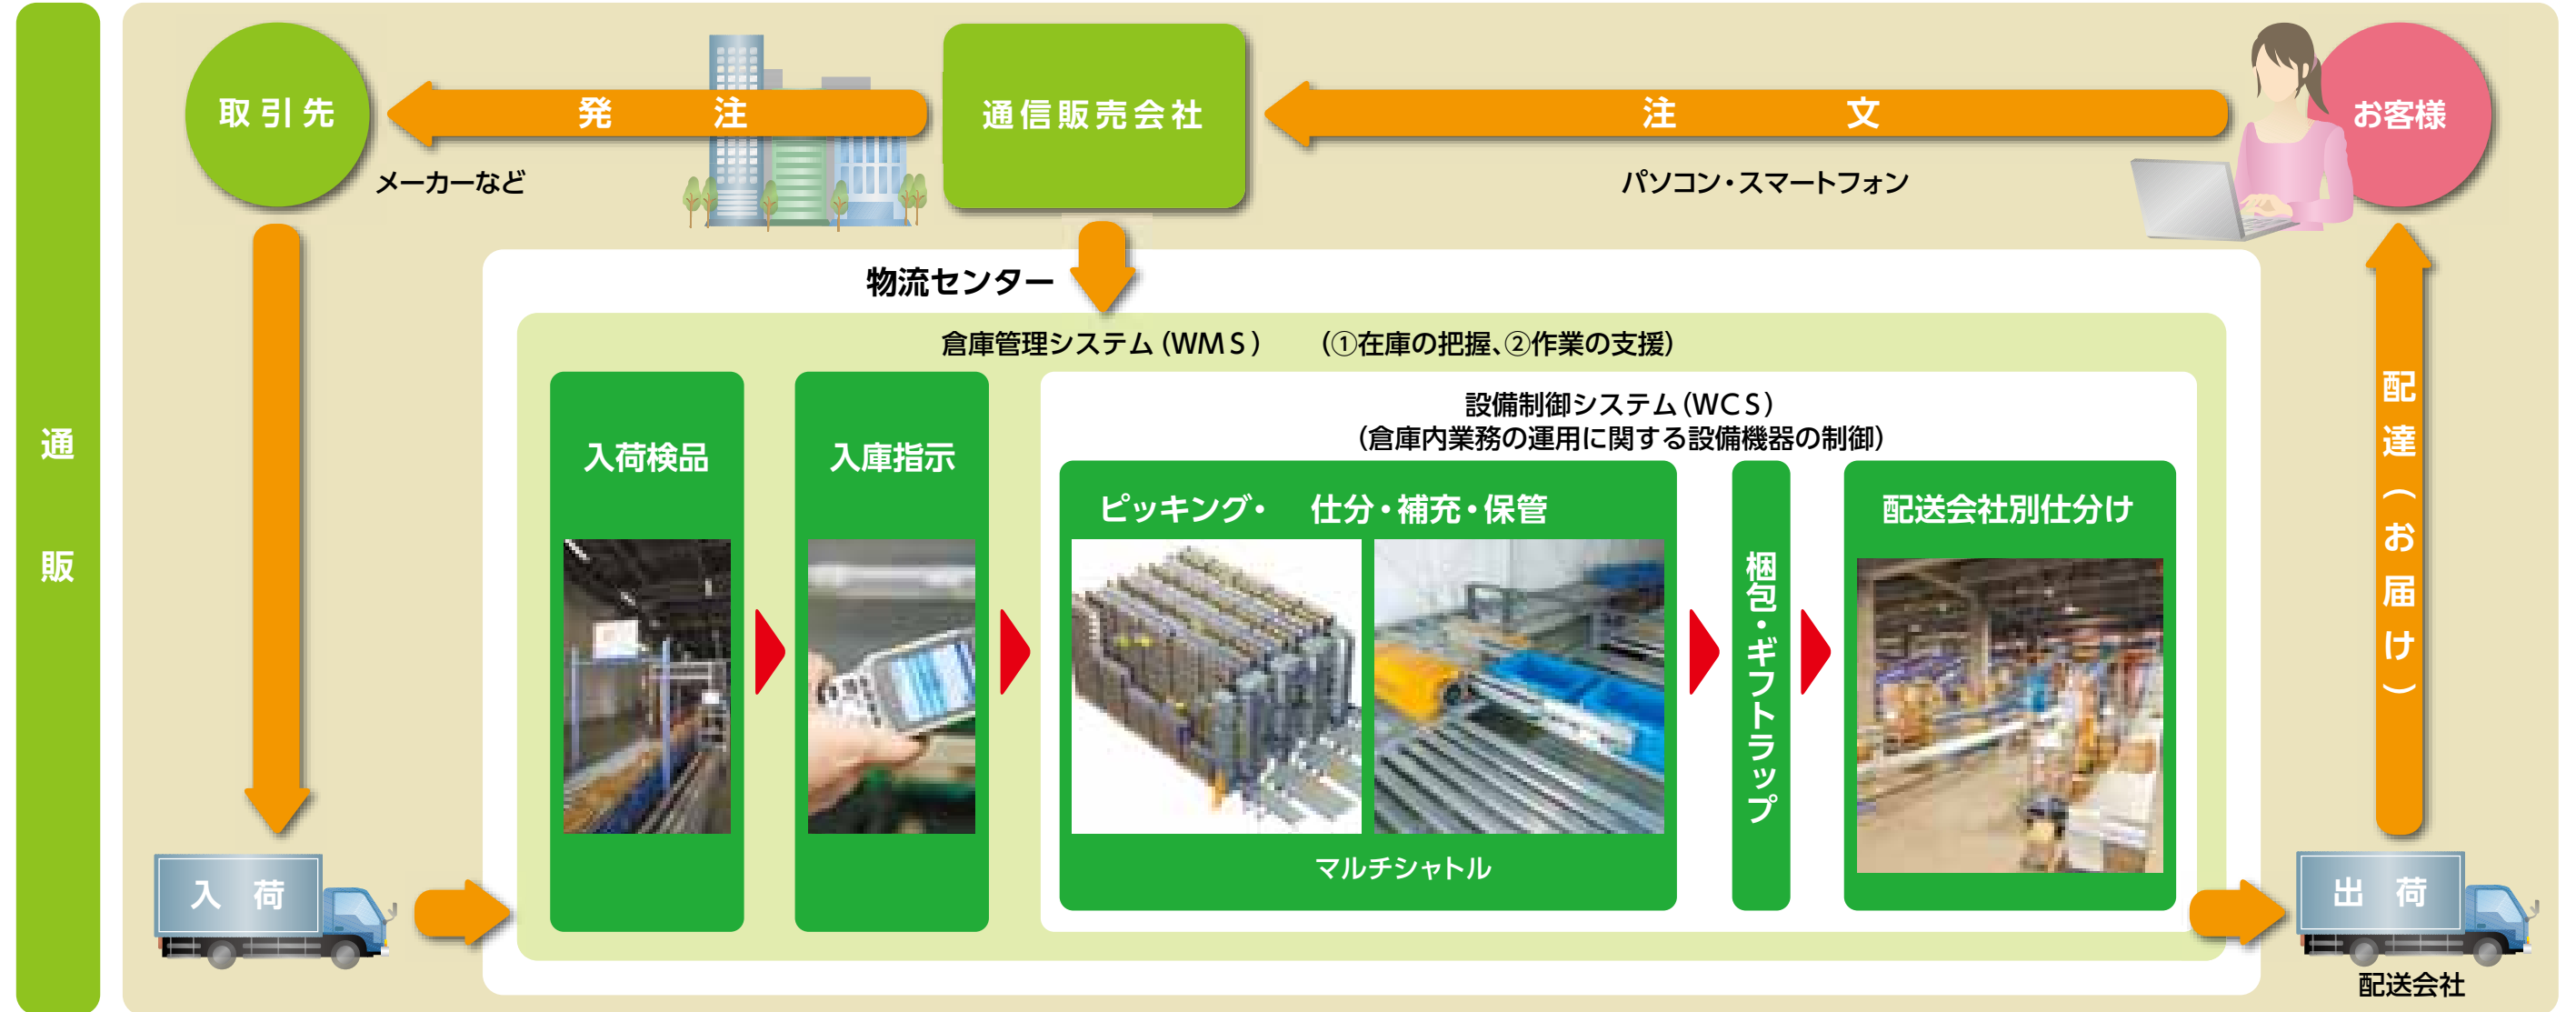 通販
取引先
発注
通信販売会社
注文
お客様
メーカーなど
パソコン・スマートフォン
物流センター
倉庫管理システム(WMS) (①在庫の把握、②作業の支援)
入荷検品
入庫指示
設備制御システム(WCS)
(倉庫内業務の運用に関する設備機器の制御)
ピッキング・ 仕分・補充・保管
マルチシャトル
梱包・ギフトラップ
配送会社別仕分け
配達(お届け)
入荷
出荷
配送会社